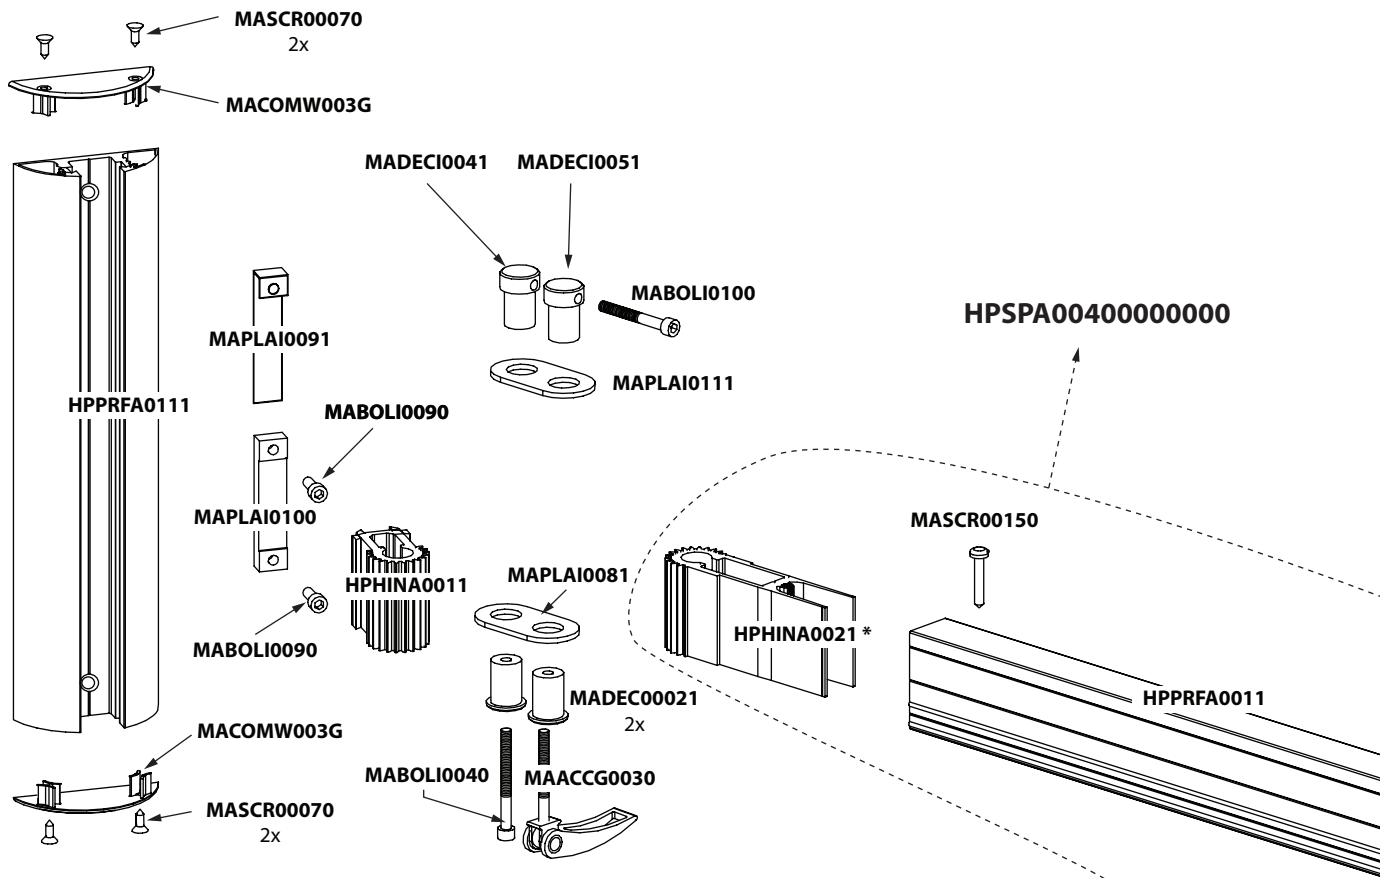 MASCR00070
2x
MACOMW003G
MADECI0041
MADECI0051
MABOLI0100
HPSPA00400000000
MAPLAI0091
MAPLAI0111
HPPRFA0111
MABOLI0090
MAPLAI0100
MASCR00150
HPHINA0011
MAPLAI0081
HPHINA0021 *
MABOLI0090
MADEC00021
2x
HPPRFA0011
MACOMW003G
MABOLI0040
MAACCG0030
MASCR00070
2x